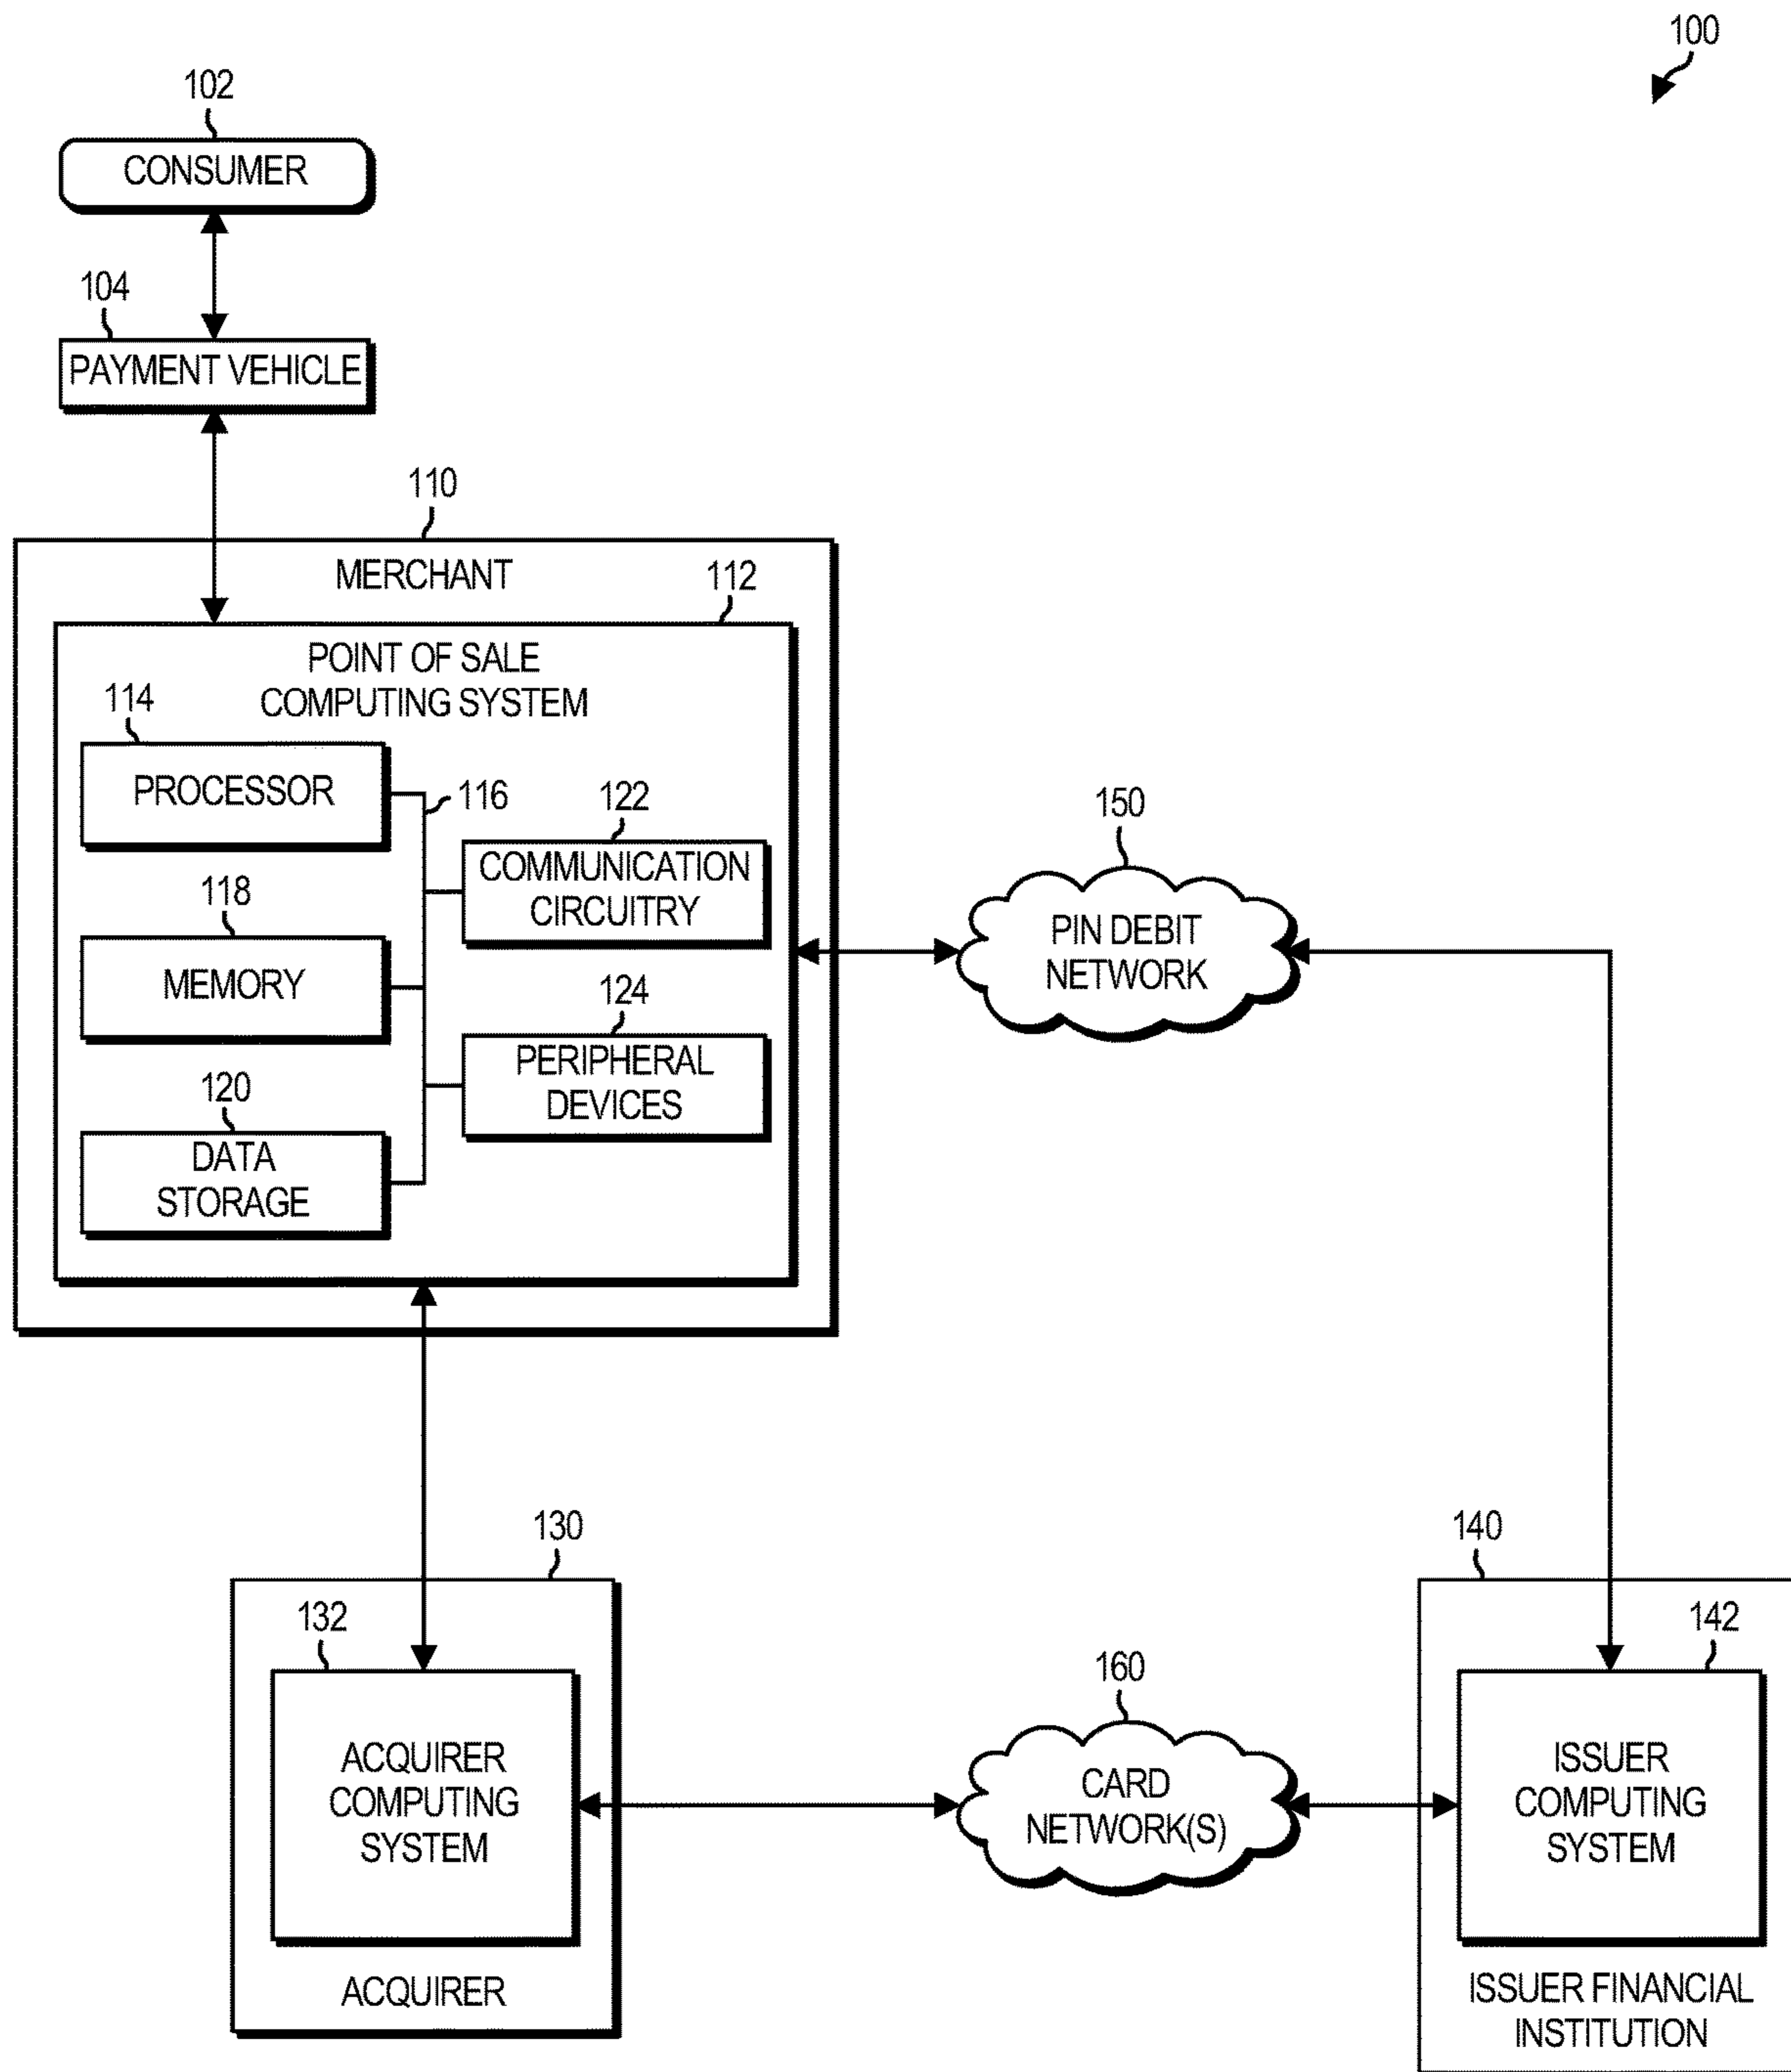 100
102
CONSUMER
104
PAYMENT VEHICLE
110
MERCHANT
112
POINT OF SALE
COMPUTING SYSTEM
114
PROCESSOR
116
122
COMMUNICATION
CIRCUITRY
118
MEMORY
124
PERIPHERAL
DEVICES
120
DATA
STORAGE
150
PIN DEBIT
NETWORK
130
132
ACQUIRER
COMPUTING
SYSTEM
ACQUIRER
160
CARD
NETWORK(S)
140
142
ISSUER
COMPUTING
SYSTEM
ISSUER FINANCIAL
INSTITUTION